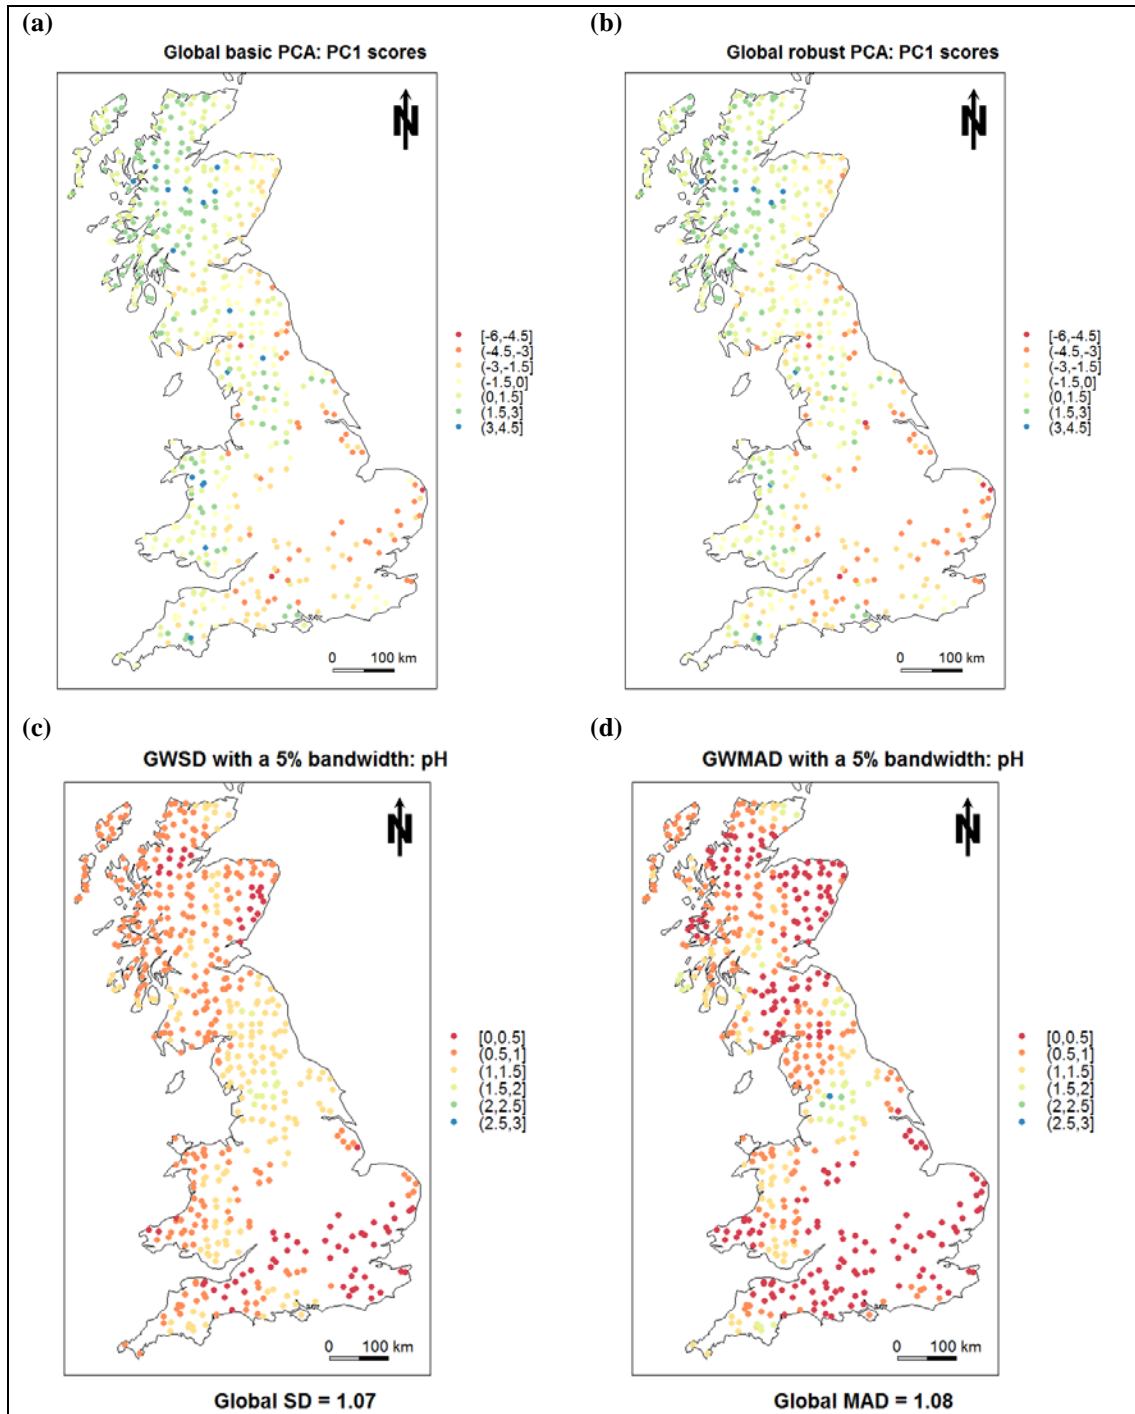 (a)
Global basic PCA: PC1 scores
N
[-6,-4.5]
(-4.5,-3]
(-3,-1.5]
(-1.5,0]
(0,1.5]
(1.5,3]
(3,4.5]
0 100 km
(b)
Global robust PCA: PC1 scores
N
[-6,-4.5]
(-4.5,-3]
(-3,-1.5]
(-1.5,0]
(0,1.5]
(1.5,3]
(3,4.5]
0 100 km
(c)
GWSD with a 5% bandwidth: pH
N
[0,0.5]
(0.5,1]
(1,1.5]
(1.5,2]
(2,2.5]
(2.5,3]
0 100 km
Global SD = 1.07
(d)
GWMAD with a 5% bandwidth: pH
N
[0,0.5]
(0.5,1]
(1,1.5]
(1.5,2]
(2,2.5]
(2.5,3]
0 100 km
Global MAD = 1.08